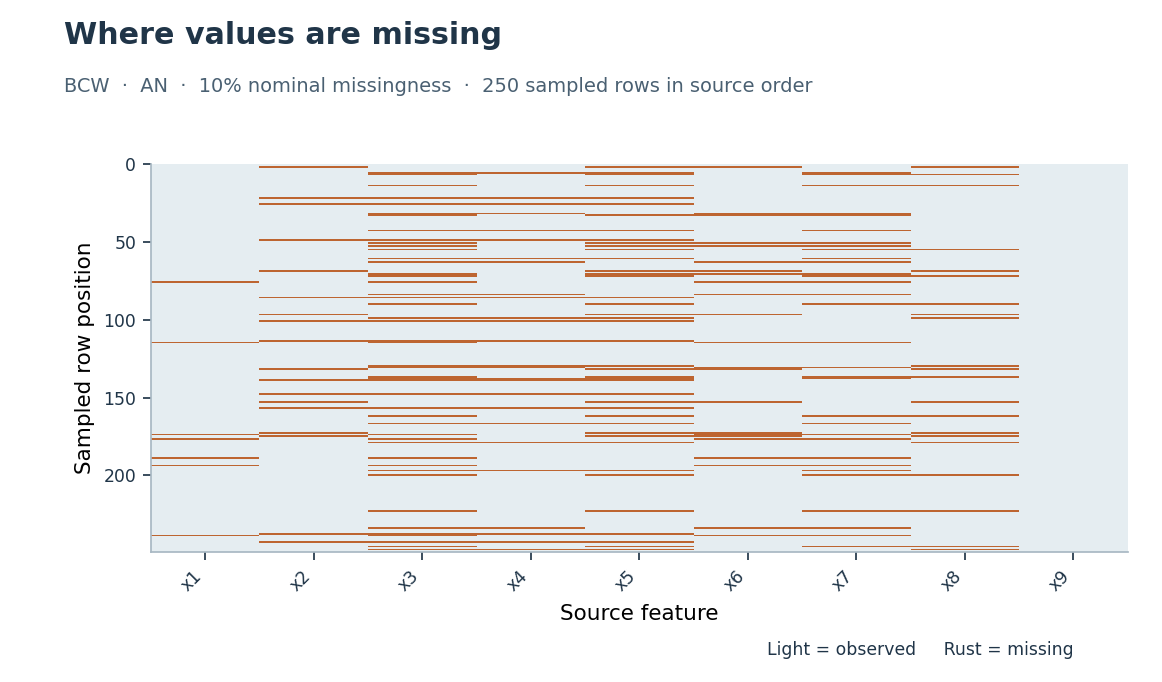 Where values are missing
BCW · AN · 10% nominal missingness · 250 sampled rows in source order
0
50
100
150
200
Sampled row position
x1 x2 x3 x4 x5 x6 x7 x8 x9
Source feature
Light = observed Rust = missing